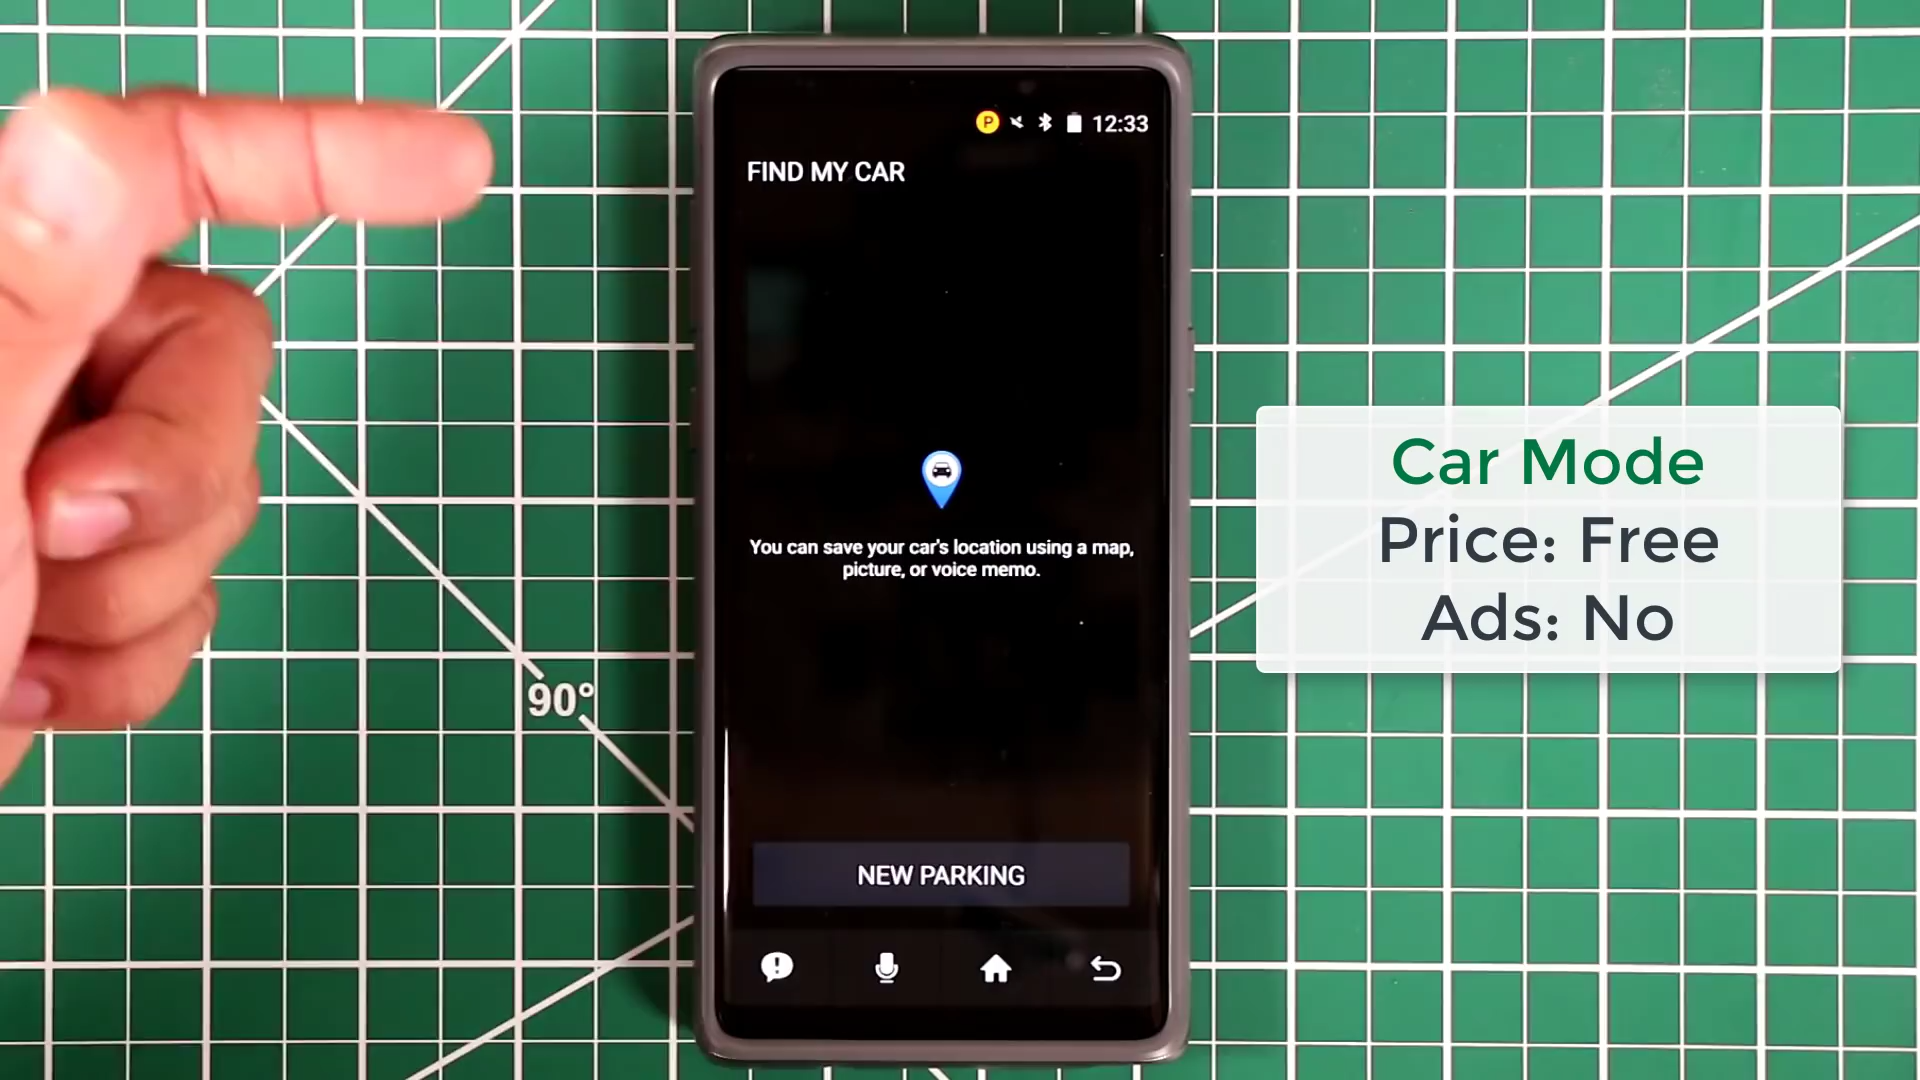 P 12:33
FIND MY CAR
You can save your car's location using a map,
picture, or voice memo.
NEW PARKING
90°
Car Mode
Price: Free
Ads: No